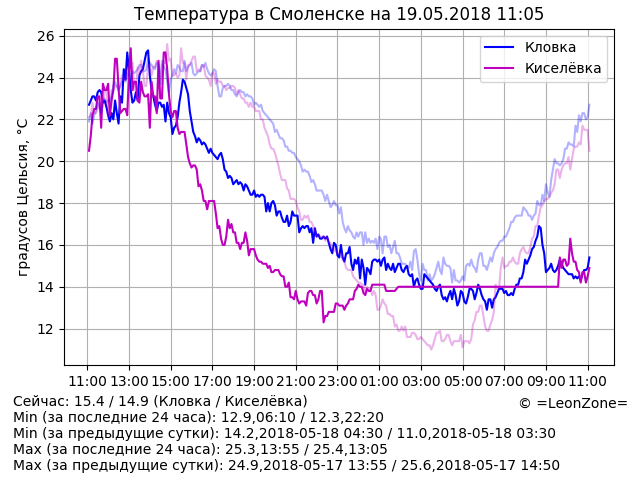 Температура в Смоленске на 19.05.2018 11:05
26
24
22
20
18
16
14
12
градусов Цельсия, °C
Кловка
Киселёвка
11:00 13:00 15:00 17:00 19:00 21:00 23:00 01:00 03:00 05:00 07:00 09:00 11:00
Сейчас: 15.4 / 14.9 (Кловка / Киселёвка)
© =LeonZone=
Min (за последние 24 часа): 12.9,06:10 / 12.3,22:20
Min (за предыдущие сутки): 14.2,2018-05-18 04:30 / 11.0,2018-05-18 03:30
Max (за последние 24 часа): 25.3,13:55 / 25.4,13:05
Max (за предыдущие сутки): 24.9,2018-05-17 13:55 / 25.6,2018-05-17 14:50